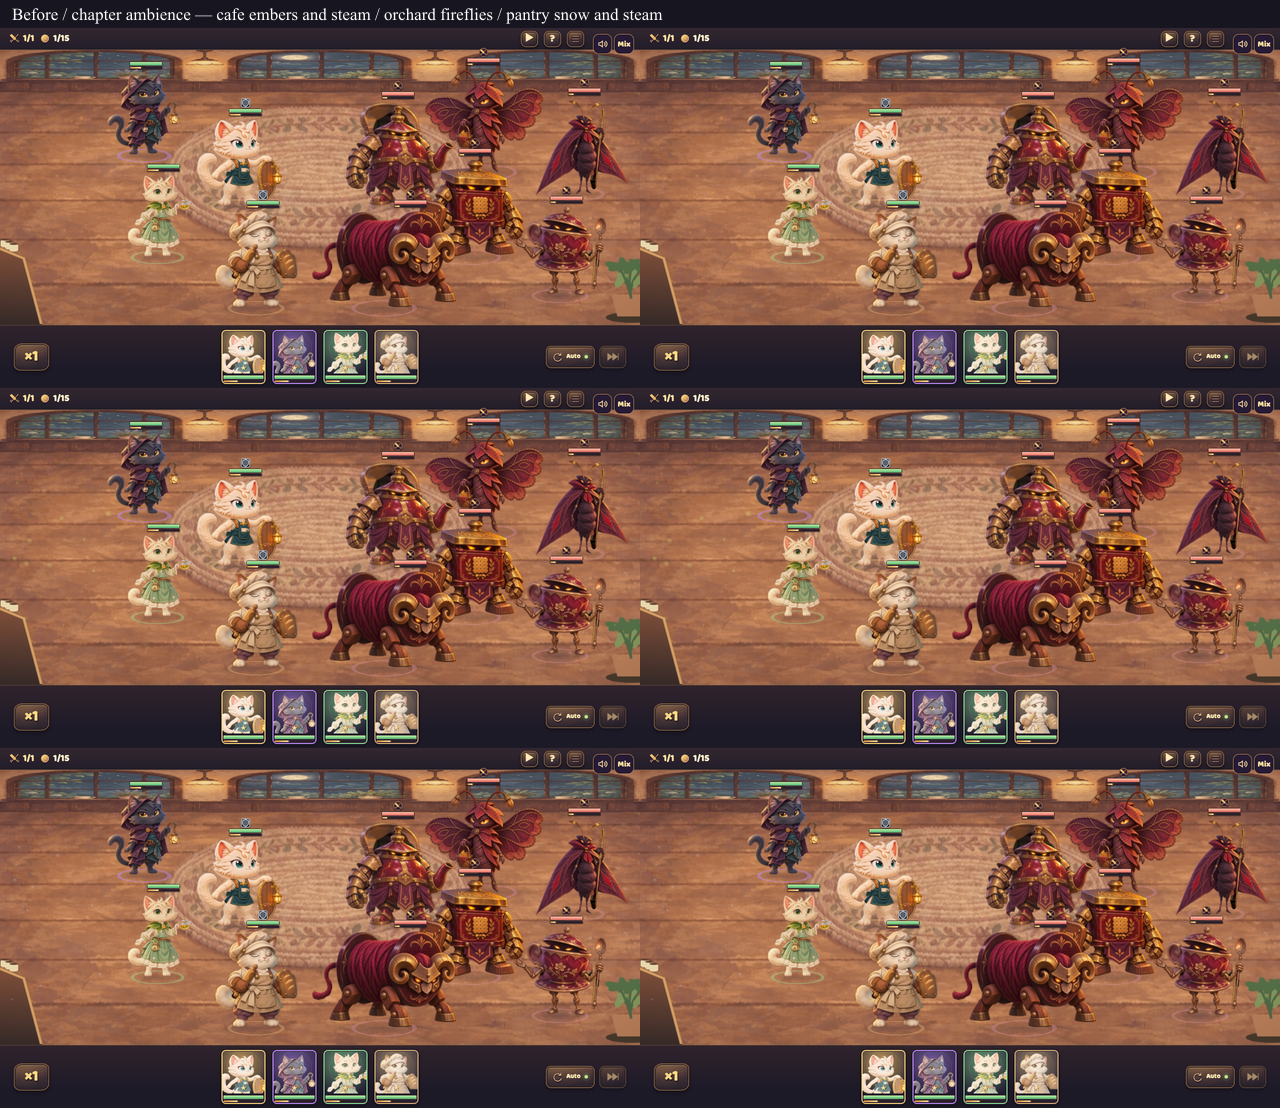 Before / chapter ambience — cafe embers and steam / orchard fireflies / pantry snow and steam
1/1 1/15 ? Mix 1/1 1/15 ? Mix
×1 Auto ×1 Auto
1/1 1/15 ? Mix 1/1 1/15 ? Mix
×1 Auto ×1 Auto
1/1 1/15 ? Mix 1/1 1/15 ? Mix
×1 Auto ×1 Auto